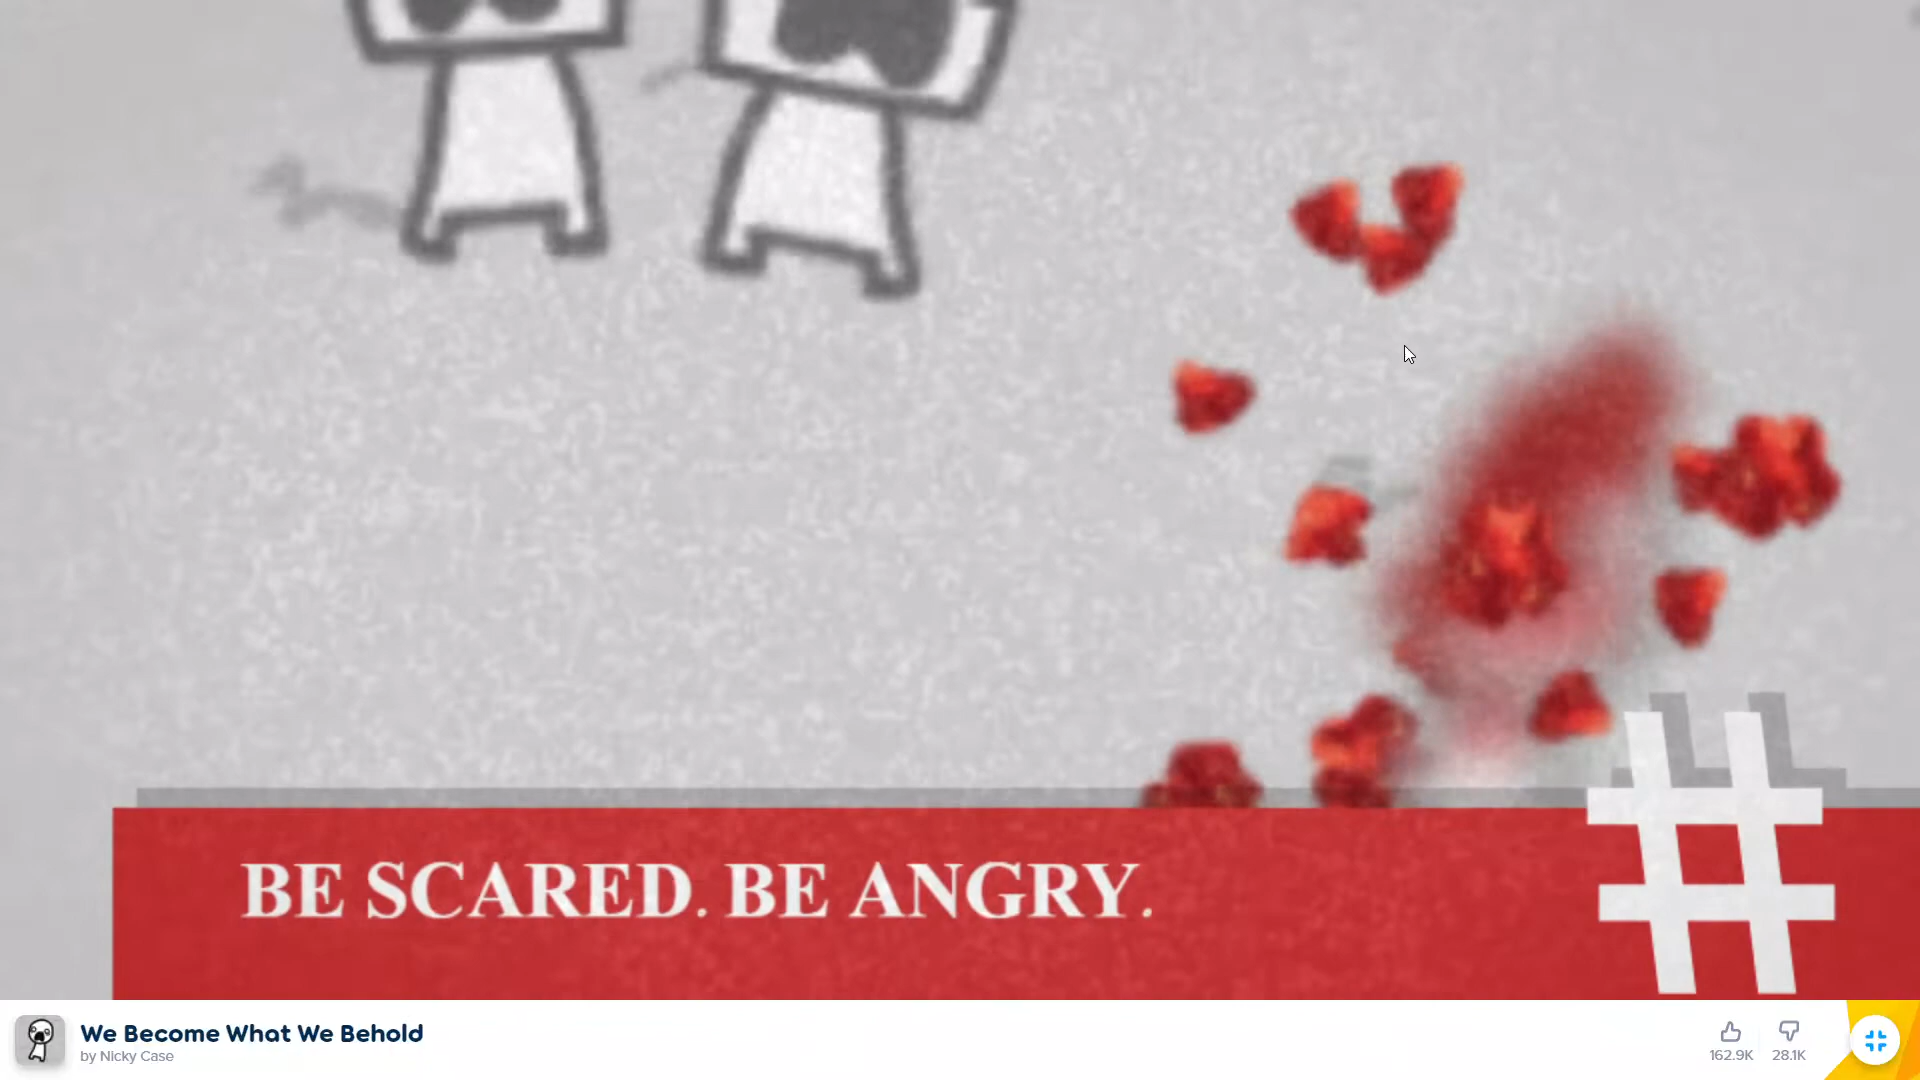 BE SCARED. BE ANGRY.
#
We Become What We Behold
by Nicky Case
162.9K
28.1K